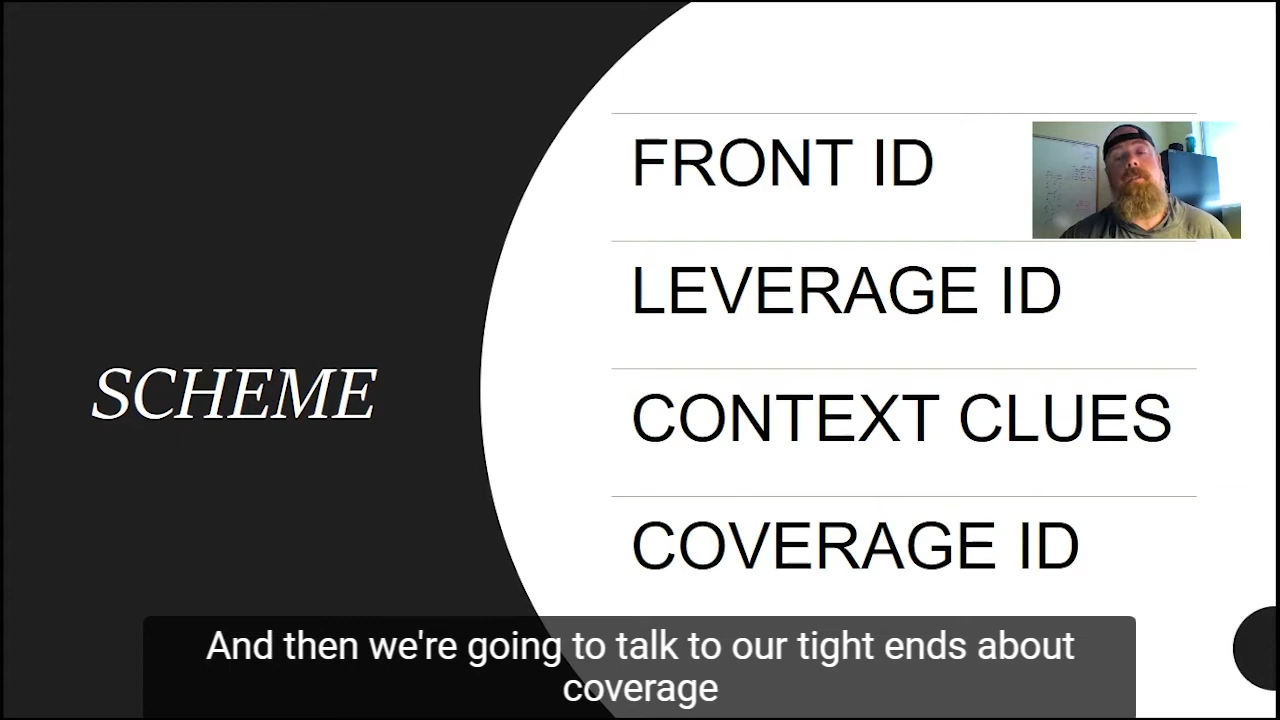 FRONT ID
LEVERAGE ID
SCHEME
CONTEXT CLUES
COVERAGE ID
And then we're going to talk to our tight ends about
coverage